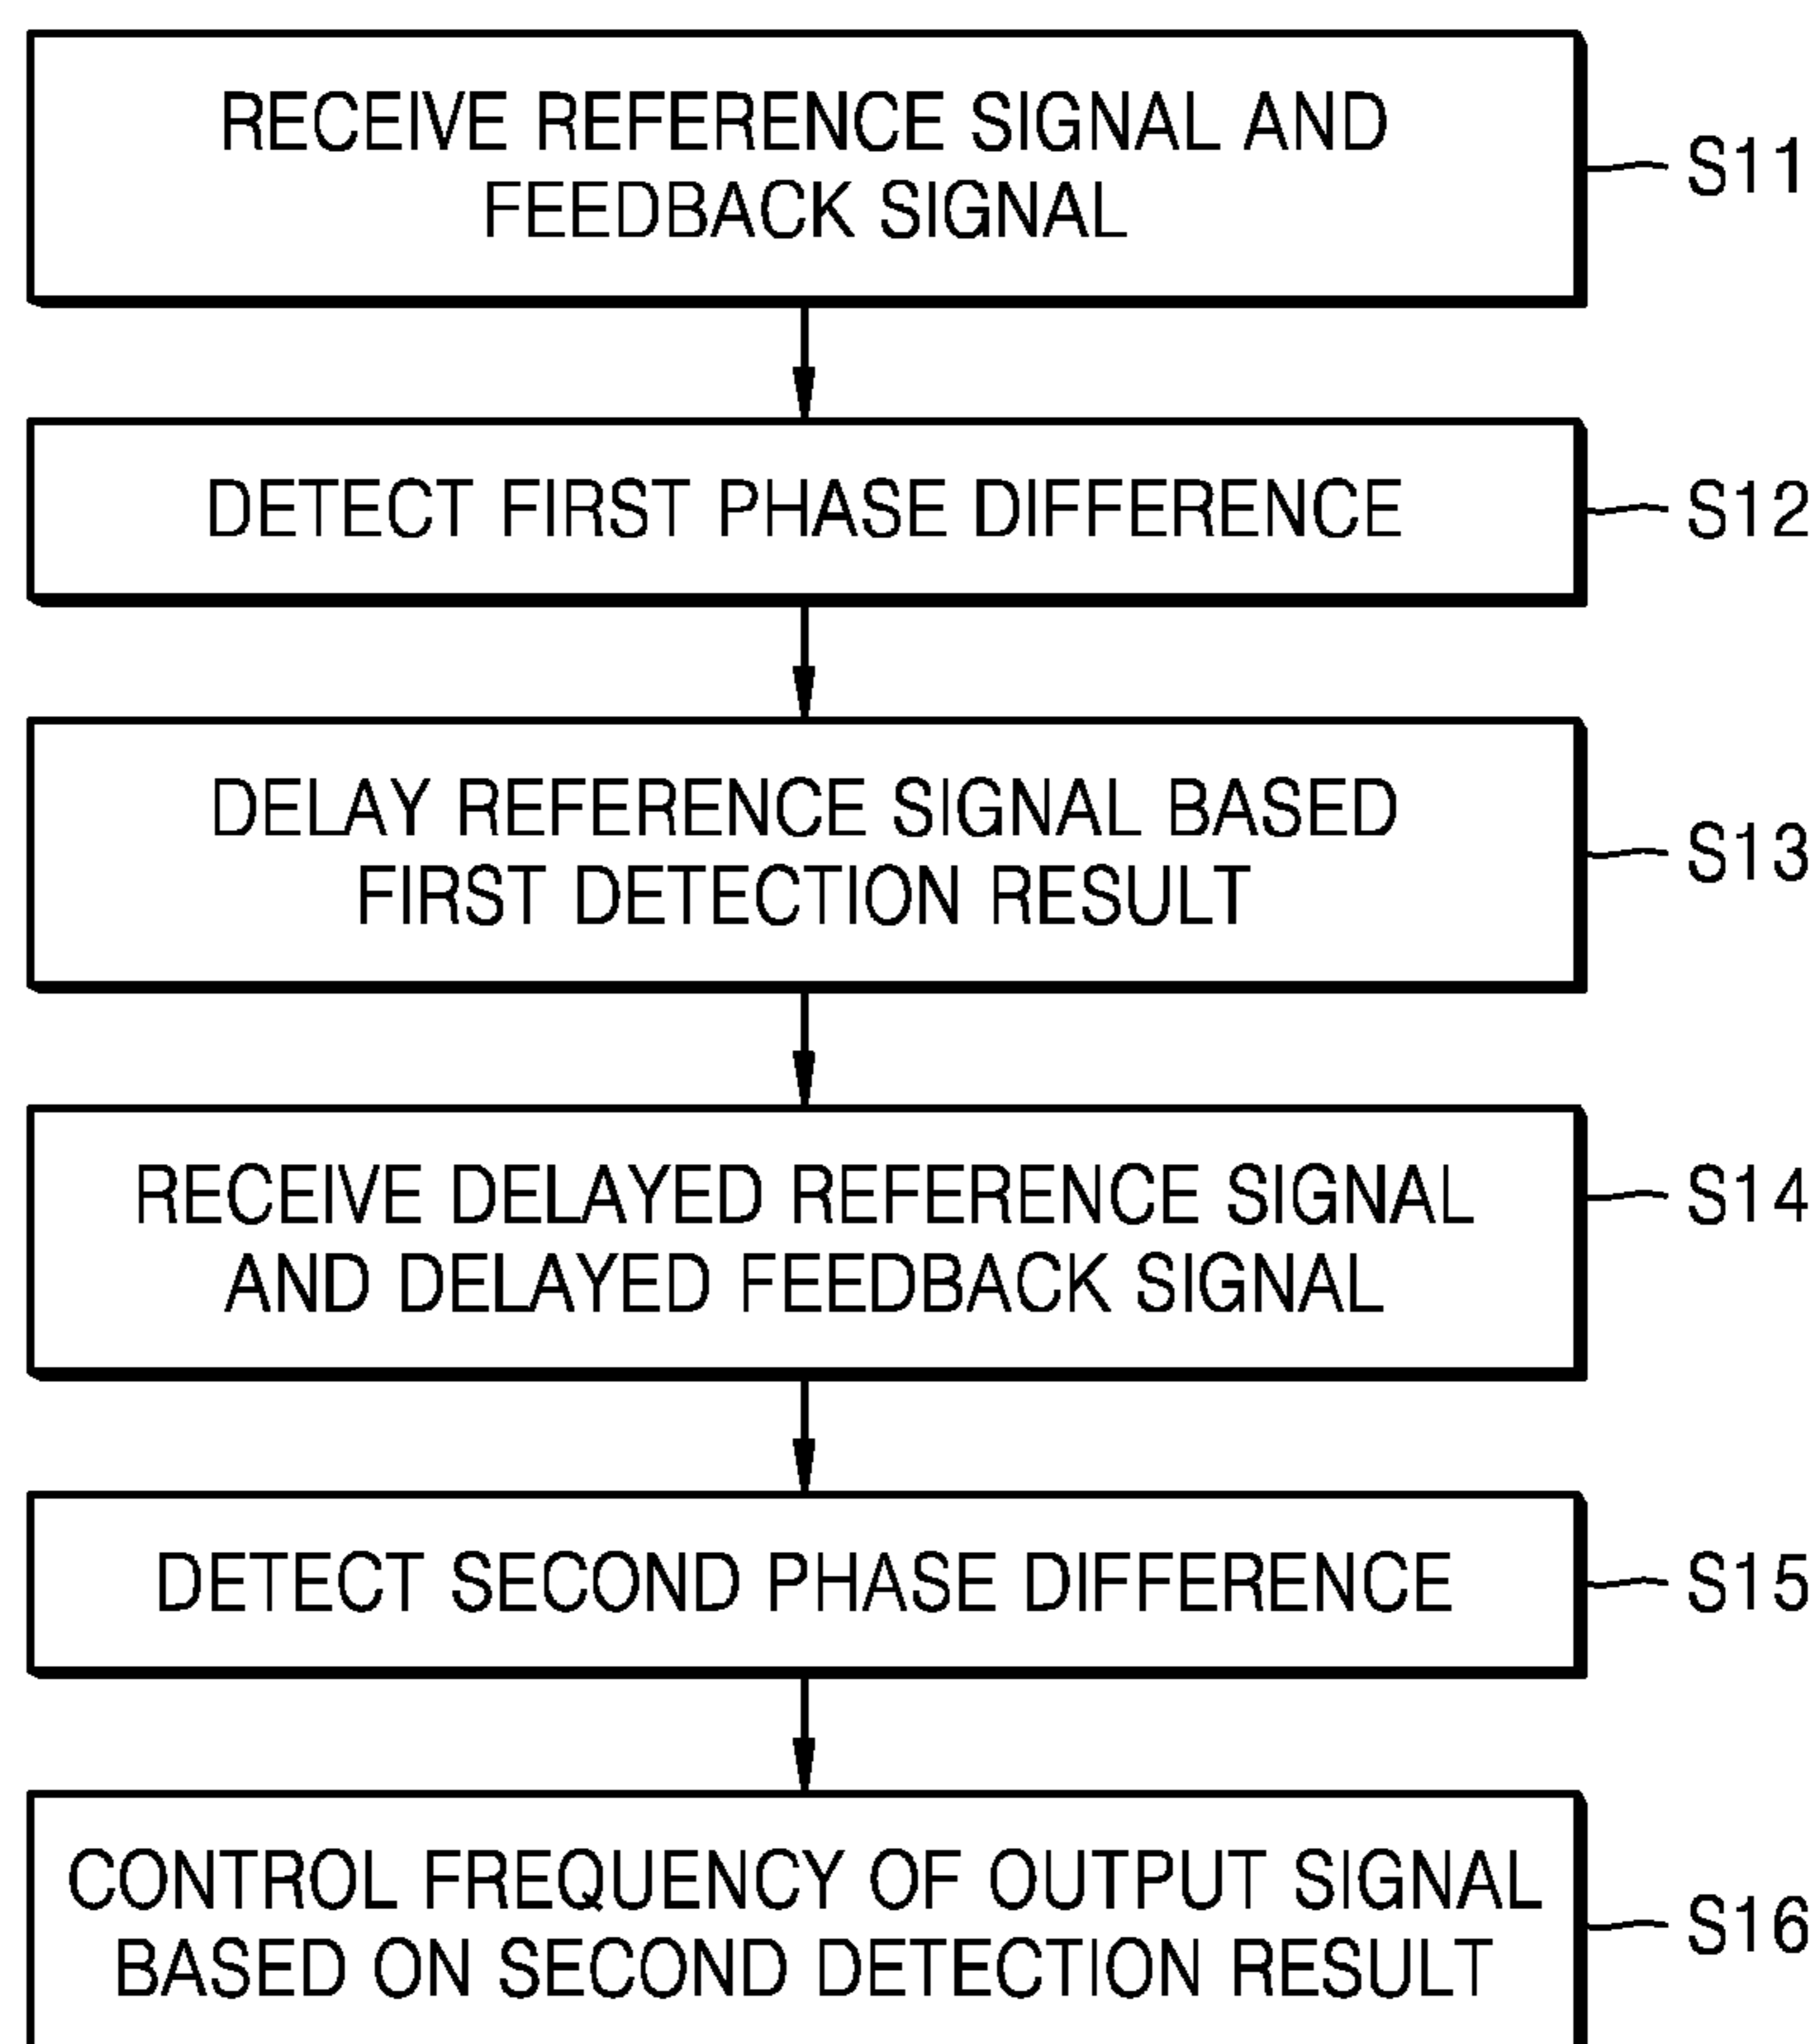 RECEIVE REFERENCE SIGNAL AND
FEEDBACK SIGNAL
S11
DETECT FIRST PHASE DIFFERENCE
S12
DELAY REFERENCE SIGNAL BASED
FIRST DETECTION RESULT
S13
RECEIVE DELAYED REFERENCE SIGNAL
AND DELAYED FEEDBACK SIGNAL
S14
DETECT SECOND PHASE DIFFERENCE
S15
CONTROL FREQUENCY OF OUTPUT SIGNAL
BASED ON SECOND DETECTION RESULT
S16